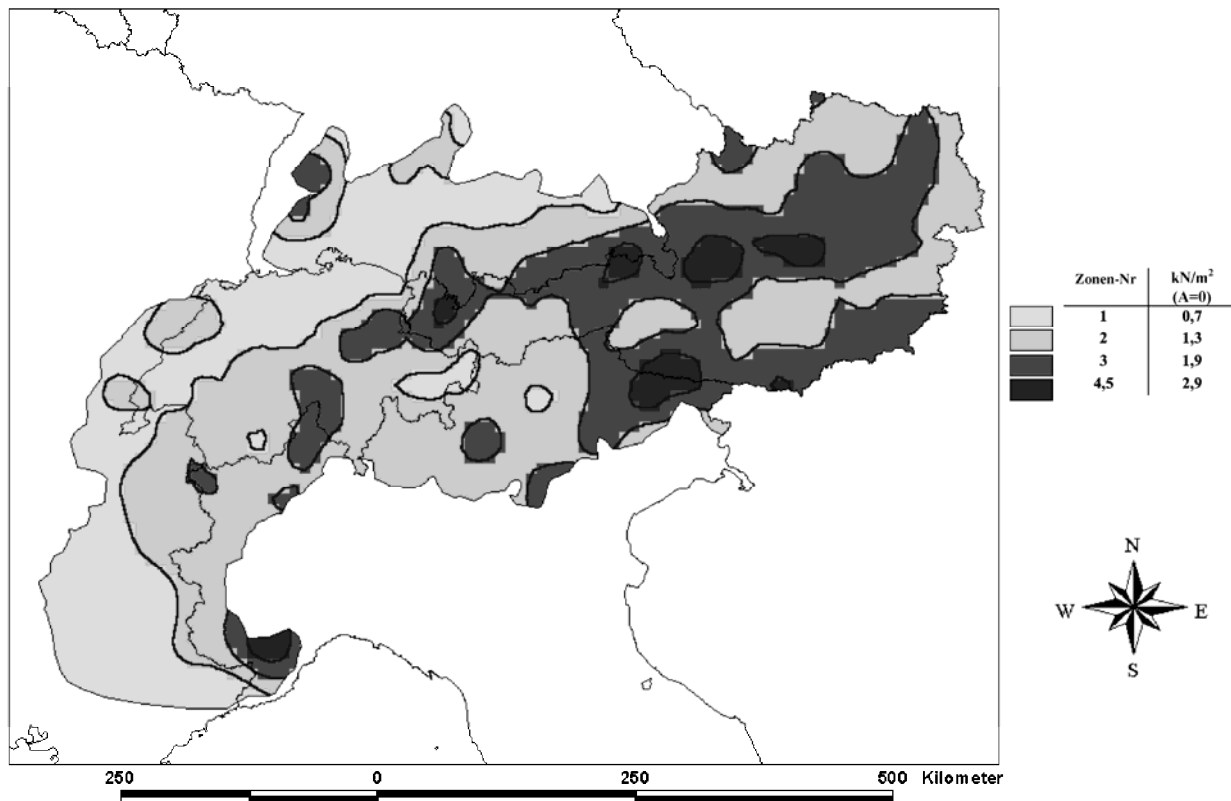 Zonen-Nr kN/m²
(A=0)
1 0,7
2 1,3
3 1,9
4,5 2,9
N
W E
S
250 0 250 500 Kilometer